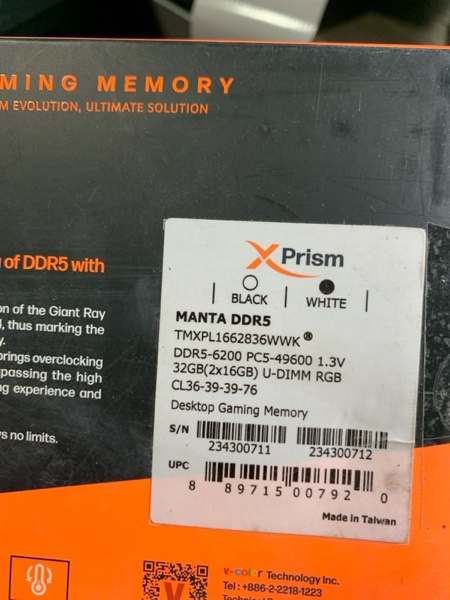 MING MEMORY
M EVOLUTION, ULTIMATE SOLUTION
of DDR5 with
on of the Giant Ray
, thus marking the
y.
brings overclocking
passing the high
ng experience and
s no limits.
XPrism
| BLACK | WHITE |
MANTA DDR5
TMXPL1662836WWK®
DDR5-6200 PC5-49600 1.3V
32GB(2x16GB) U-DIMM RGB
CL36-39-39-76
Desktop Gaming Memory
S/N
234300711 234300712
UPC
8 89715 00792 0
Made in Taiwan
V
v-color Technology Inc.
Tel : +886-2-2218-1223